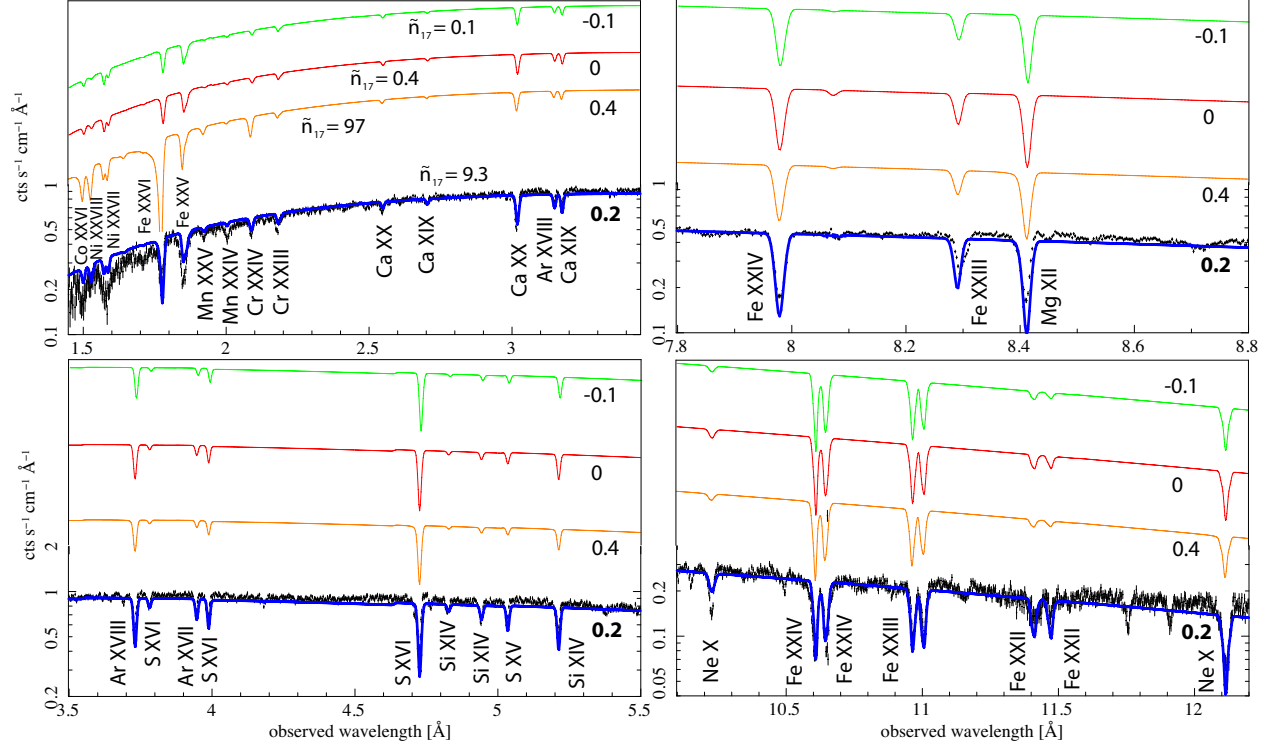 cts s⁻¹ cm⁻¹ Å⁻¹
-0.1
ñ₁₇ = 0.1
0
ñ₁₇ = 0.4
0.4
ñ₁₇ = 97
ñ₁₇ = 9.3
0.2
1
0.5
0.2
0.1
Co XXVI
Ni XXVIII
Ni XXVII
Fe XXVI
Fe XXV
Mn XXV
Mn XXIV
Cr XXIV
Cr XXIII
Ca XX
Ca XIX
Ca XX
Ar XVIII
Ca XIX
1.5 2 2.5 3
-0.1
0
0.4
0.2
1
0.5
0.2
0.1
Fe XXIV
Fe XXIII
Mg XII
7.8 8 8.2 8.4 8.6 8.8
cts s⁻¹ cm⁻¹ Å⁻¹
-0.1
0
0.4
0.2
2
1
0.5
0.2
Ar XVIII
S XVI
Ar XVII
S XVI
S XVI
Si XIV
Si XIV
S XV
Si XIV
3.5 4 4.5 5 5.5
observed wavelength [Å]
-0.1
0
0.4
0.2
0.2
0.1
0.05
Ne X
Fe XXIV
Fe XXIV
Fe XXIII
Fe XXII
Fe XXII
Ne X
10.5 11 11.5 12
observed wavelength [Å]